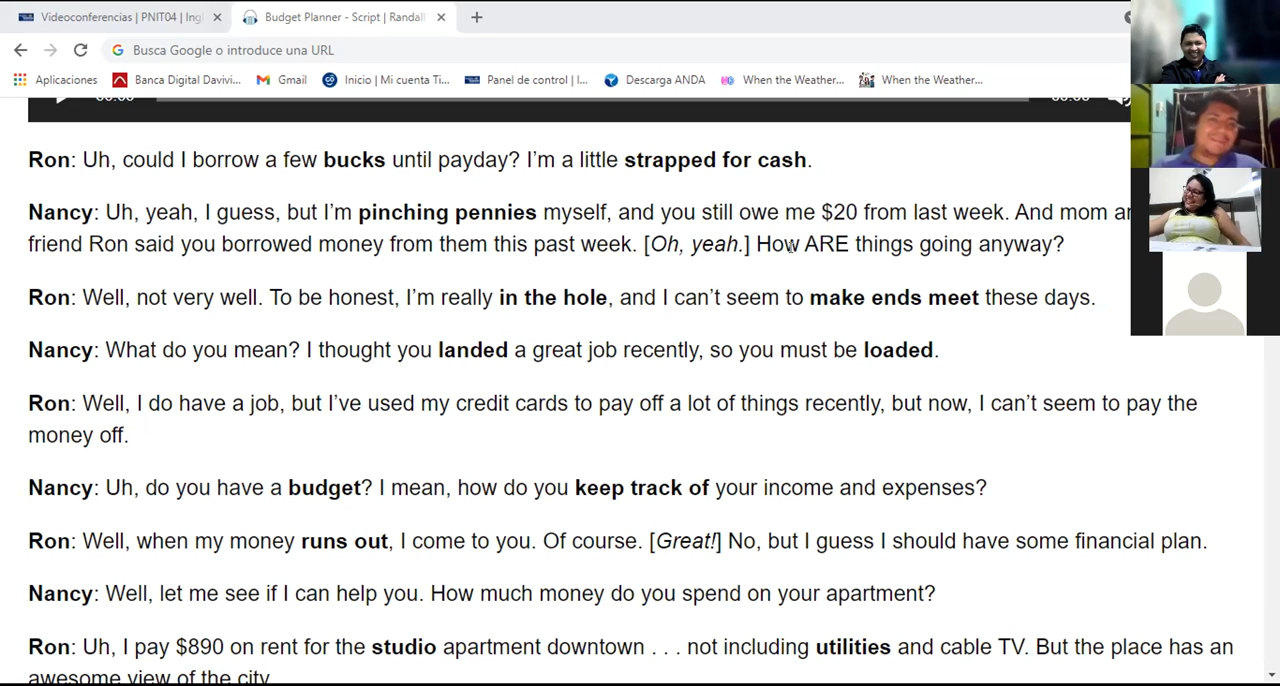 Videoconferencias | PNIT04 | Ingl
Budget Planner - Script | Randall
Busca Google o introduce una URL
Aplicaciones
Banca Digital Davivi...
Gmail
Inicio | Mi cuenta Ti...
Panel de control | I...
Descarga ANDA
When the Weather...
When the Weather...
00:00 00:00
Ron: Uh, could I borrow a few bucks until payday? I'm a little strapped for cash.
Nancy: Uh, yeah, I guess, but I'm pinching pennies myself, and you still owe me $20 from last week. And mom
friend Ron said you borrowed money from them this past week. [Oh, yeah.] How ARE things going anyway?
Ron: Well, not very well. To be honest, I'm really in the hole, and I can't seem to make ends meet these days.
Nancy: What do you mean? I thought you landed a great job recently, so you must be loaded.
Ron: Well, I do have a job, but I've used my credit cards to pay off a lot of things recently, but now, I can't seem to pay the
money off.
Nancy: Uh, do you have a budget? I mean, how do you keep track of your income and expenses?
Ron: Well, when my money runs out, I come to you. Of course. [Great!] No, but I guess I should have some financial plan.
Nancy: Well, let me see if I can help you. How much money do you spend on your apartment?
Ron: Uh, I pay $890 on rent for the studio apartment downtown . . . not including utilities and cable TV. But the place has an
awesome view of the city